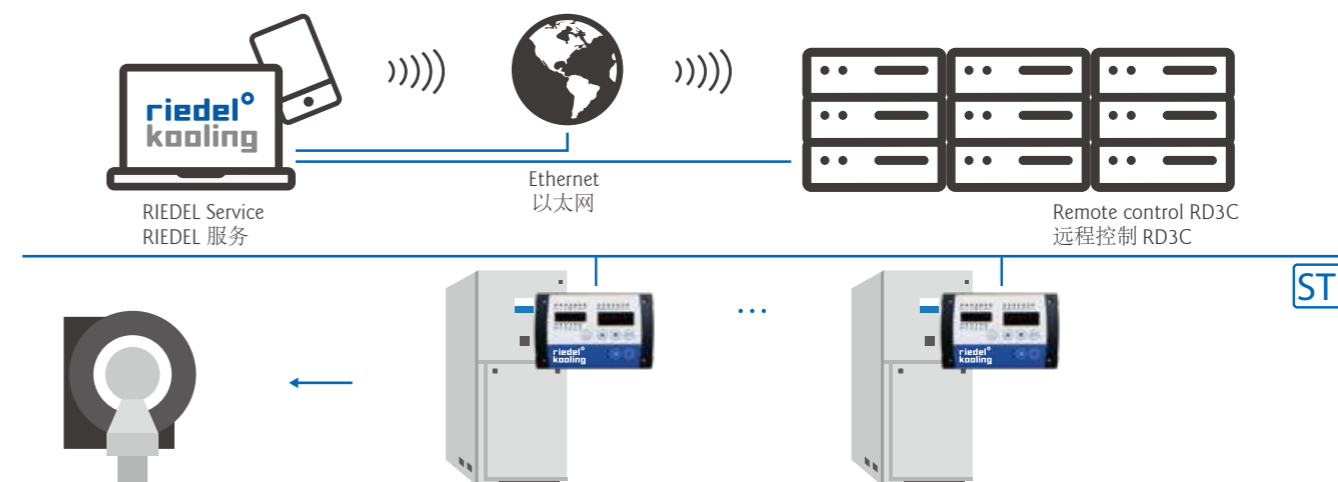 riedel°
kooling
Ethernet
以太网
RIEDEL Service
RIEDEL 服务
Remote control RD3C
远程控制 RD3C
ST
...
riedel°
kooling
riedel°
kooling